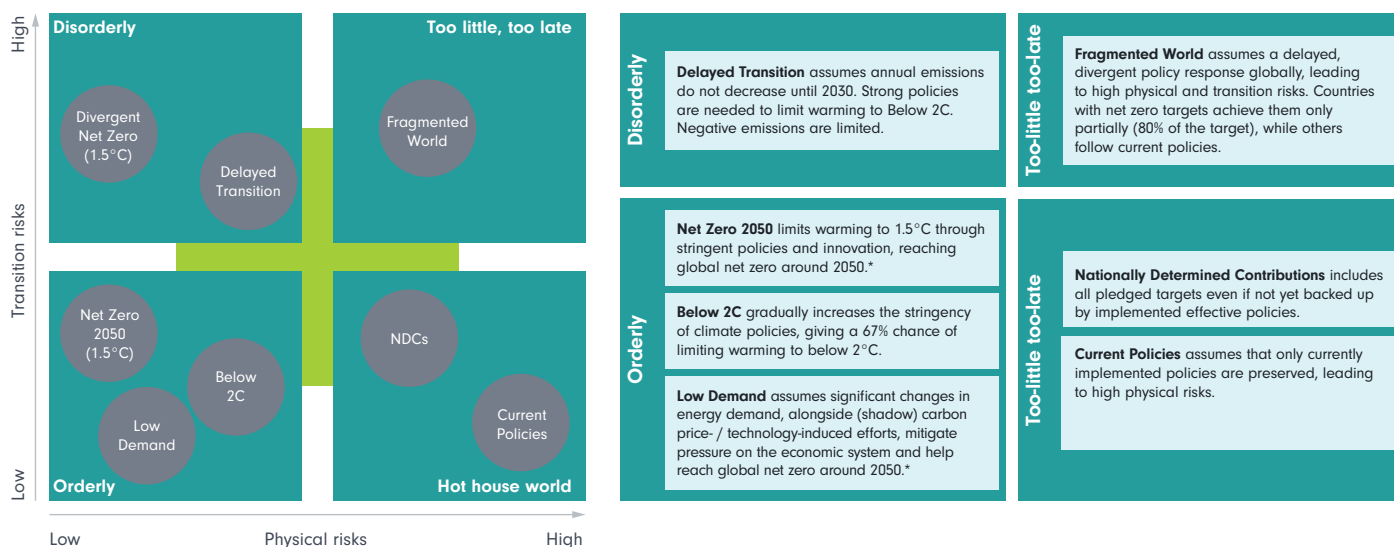 High
Transition risks
Low
Disorderly
Too little, too late
Divergent
Net Zero
(1.5°C)
Delayed
Transition
Fragmented
World
Net Zero
2050
(1.5°C)
Below
2C
Low
Demand
NDCs
Current
Policies
Orderly
Hot house world
Low
Physical risks
High
Disorderly
Delayed Transition assumes annual emissions
do not decrease until 2030. Strong policies
are needed to limit warming to Below 2C.
Negative emissions are limited.
Too-little too-late
Fragmented World assumes a delayed,
divergent policy response globally, leading
to high physical and transition risks. Countries
with net zero targets achieve them only
partially (80% of the target), while others
follow current policies.
Orderly
Net Zero 2050 limits warming to 1.5°C through
stringent policies and innovation, reaching
global net zero around 2050.*
Below 2C gradually increases the stringency
of climate policies, giving a 67% chance of
limiting warming to below 2°C.
Low Demand assumes significant changes in
energy demand, alongside (shadow) carbon
price- / technology-induced efforts, mitigate
pressure on the economic system and help
reach global net zero around 2050.*
Too-little too-late
Nationally Determined Contributions includes
all pledged targets even if not yet backed up
by implemented effective policies.
Current Policies assumes that only currently
implemented policies are preserved, leading
to high physical risks.